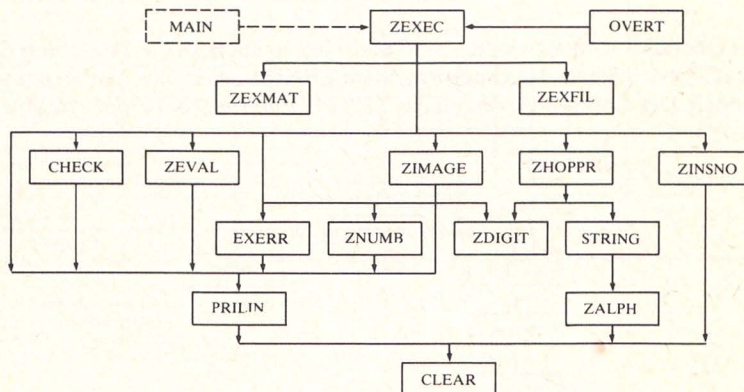 MAIN ZEXEC OVERT
ZEXMAT ZEXFIL
CHECK ZEVAL ZIMAGE ZHOPPR ZINSNO
EXERR ZNUMB ZDIGIT STRING
PRILIN ZALPH
CLEAR